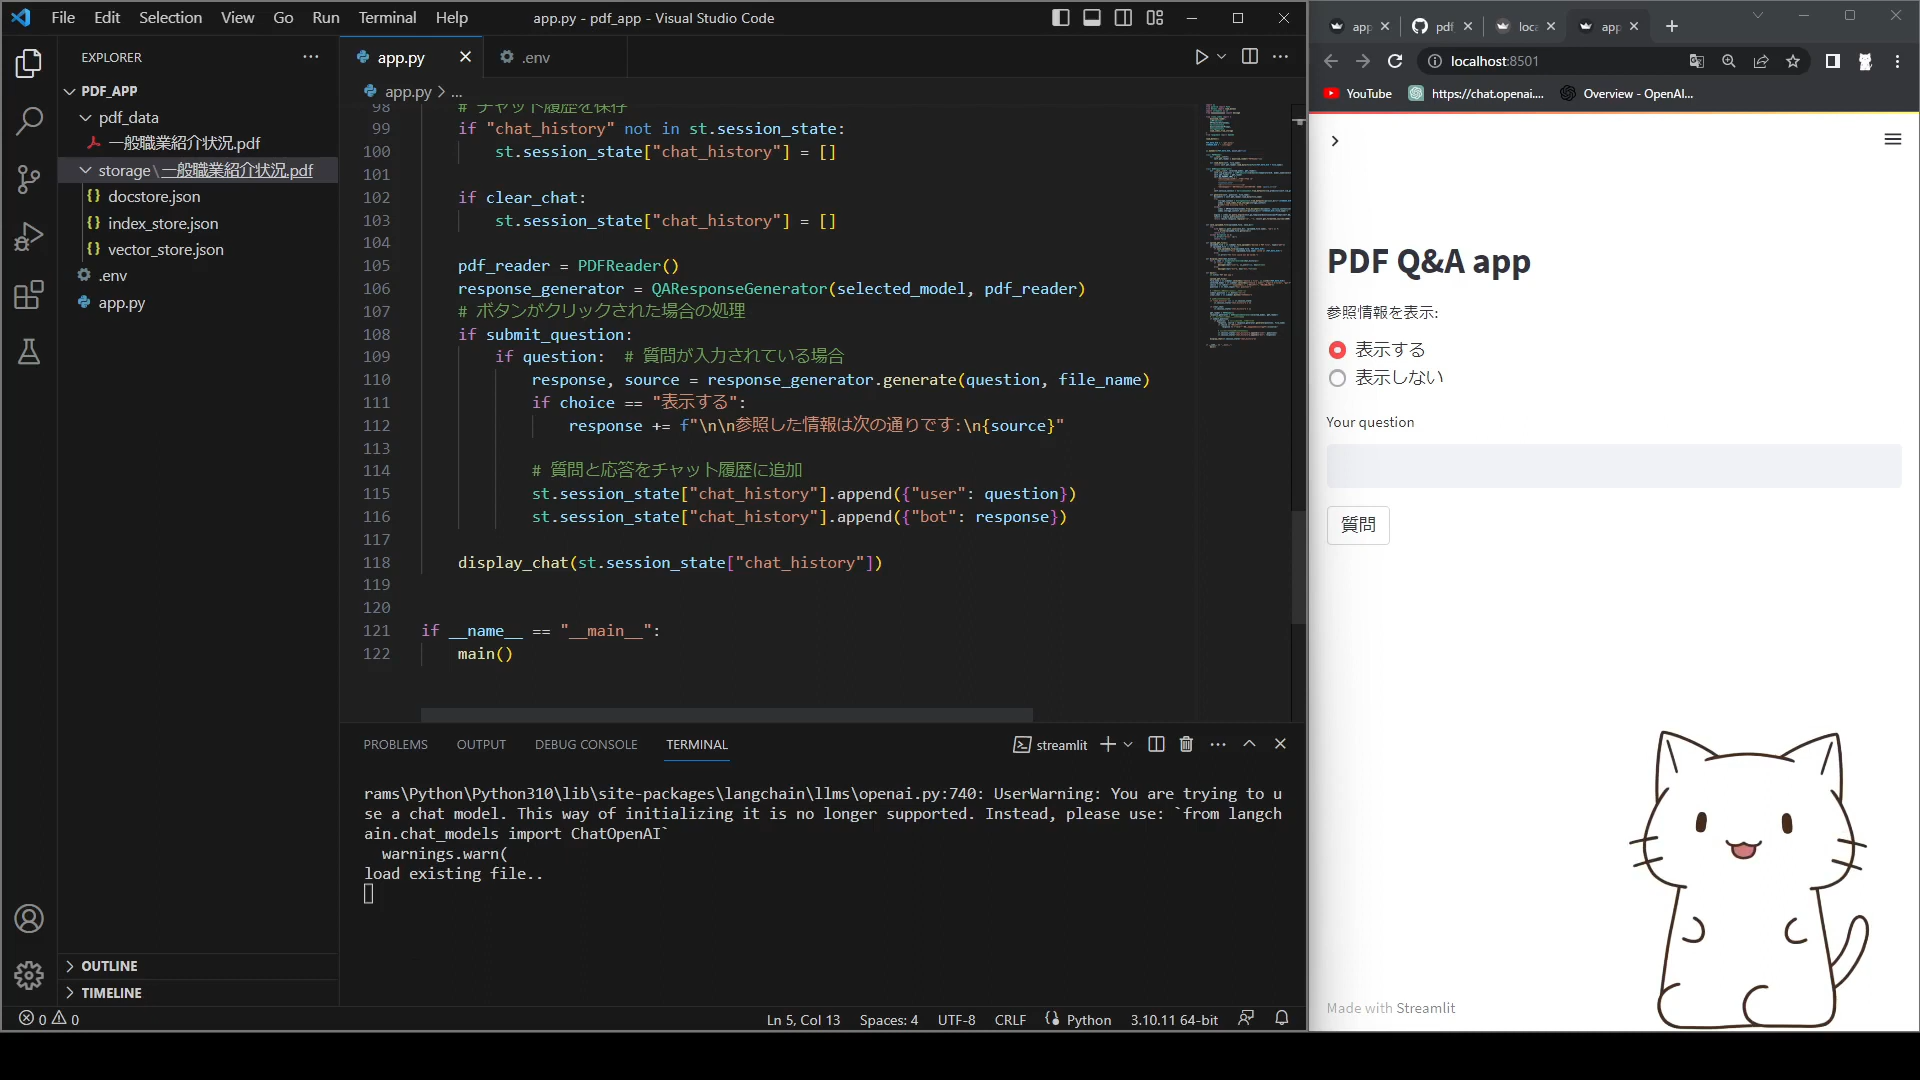 File Edit Selection View Go Run Terminal Help
app.py - pdf_app - Visual Studio Code
EXPLORER
PDF_APP
pdf_data
一般職業紹介状況.pdf
storage\一般職業紹介状況.pdf
docstore.json
index_store.json
vector_store.json
.env
app.py
OUTLINE
TIMELINE
app.py
.env
app.py > ...
98 # チャット履歴を保存
99 if "chat_history" not in st.session_state:
100 st.session_state["chat_history"] = []
101
102 if clear_chat:
103 st.session_state["chat_history"] = []
104
105 pdf_reader = PDFReader()
106 response_generator = QAResponseGenerator(selected_model, pdf_reader)
107 # ボタンがクリックされた場合の処理
108 if submit_question:
109 if question: # 質問が入力されている場合
110 response, source = response_generator.generate(question, file_name)
111 if choice == "表示する":
112 response += f"\n\n参照した情報は次の通りです:\n{source}"
113
114 # 質問と応答をチャット履歴に追加
115 st.session_state["chat_history"].append({"user": question})
116 st.session_state["chat_history"].append({"bot": response})
117
118 display_chat(st.session_state["chat_history"])
119
120
121 if __name__ == "__main__":
122 main()
PROBLEMS OUTPUT DEBUG CONSOLE TERMINAL
streamlit
rams\Python\Python310\lib\site-packages\langchain\llms\openai.py:740: UserWarning: You are trying to u
se a chat model. This way of initializing it is no longer supported. Instead, please use: `from langch
ain.chat_models import ChatOpenAI`
warnings.warn(
load existing file..
0 0
Ln 5, Col 13 Spaces: 4 UTF-8 CRLF Python 3.10.11 64-bit
app pdf loc app
localhost:8501
YouTube https://chat.openai.... Overview - OpenAI...
PDF Q&A app
参照情報を表示:
表示する
表示しない
Your question
質問
Made with Streamlit